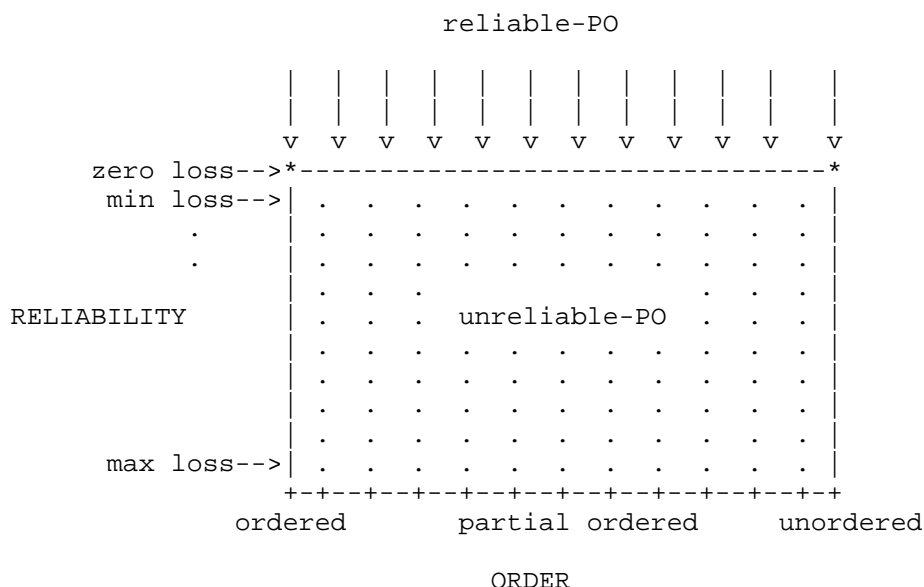 reliable-PO
| | | | | | | | | | | |
| | | | | | | | | | | |
v v v v v v v v v v v v
zero loss-->*---------------------------------*
min loss-->| . . . . . . . . . . . |
. | . . . . . . . . . . . |
. | . . . . . . . . . . . |
| . . . . . . |
RELIABILITY | . . . unreliable-PO . . . |
| . . . . . . . . . . . |
| . . . . . . . . . . . |
| . . . . . . . . . . . |
| . . . . . . . . . . . |
max loss-->| . . . . . . . . . . . |
+-+--+--+--+--+--+--+--+--+--+--+-+
ordered partial ordered unordered
ORDER